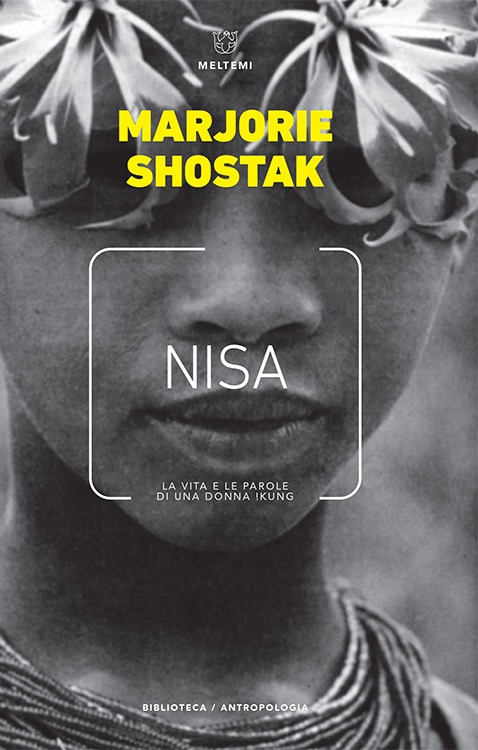 MELTEMI
MARJORIE
SHOSTAK
NISA
LA VITA E LE PAROLE
DI UNA DONNA !KUNG
BIBLIOTECA / ANTROPOLOGIA